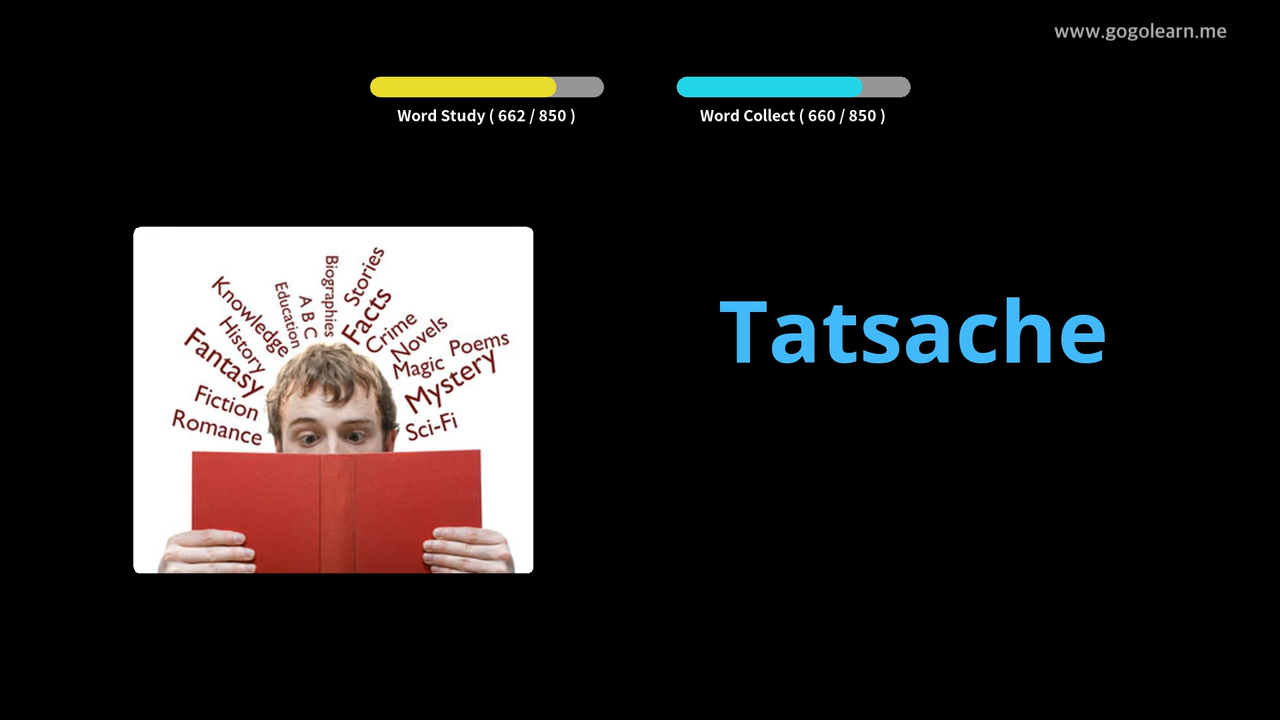 www.gogolearn.me
Word Study ( 662 / 850 )
Word Collect ( 660 / 850 )
Knowledge
Education
A B C
Biographies
Stories
Facts
Crime
Novels
Poems
Magic
Mystery
Sci-Fi
History
Fantasy
Fiction
Romance
Tatsache